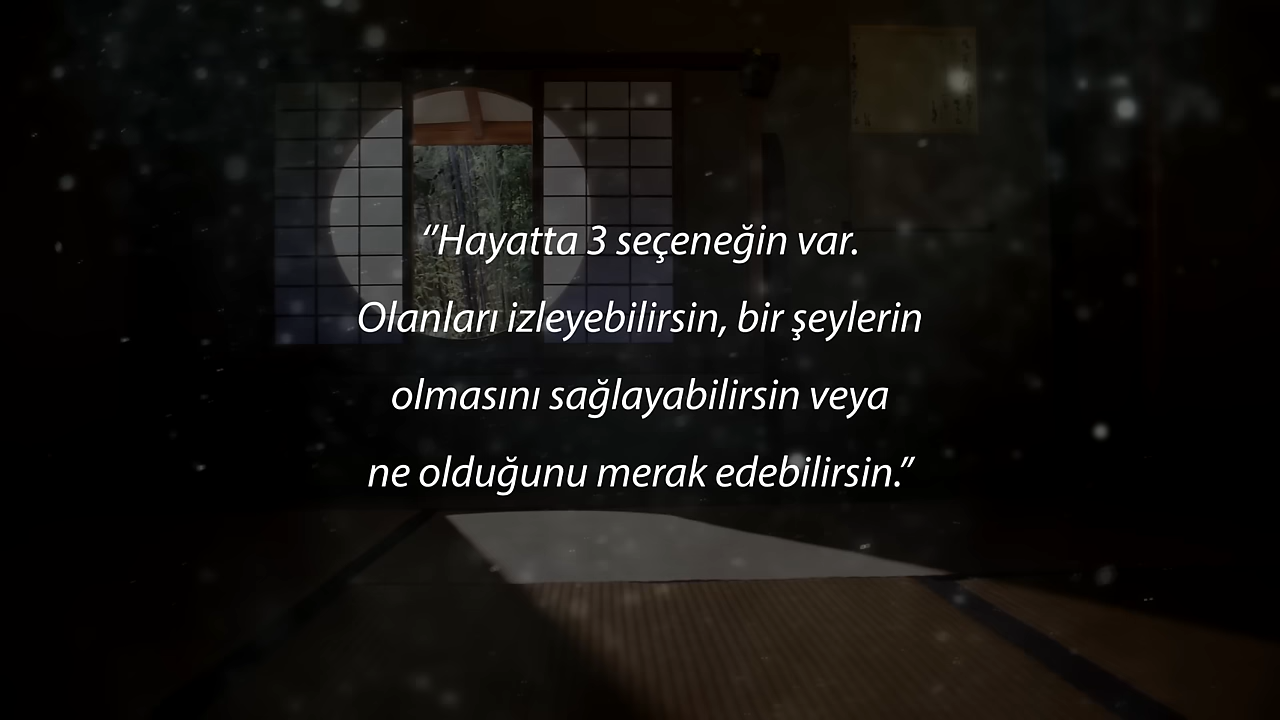 “Hayatta 3 seçeneğin var.
Olanları izleyebilirsin, bir şeylerin
olmasını sağlayabilirsin veya
ne olduğunu merak edebilirsin.”